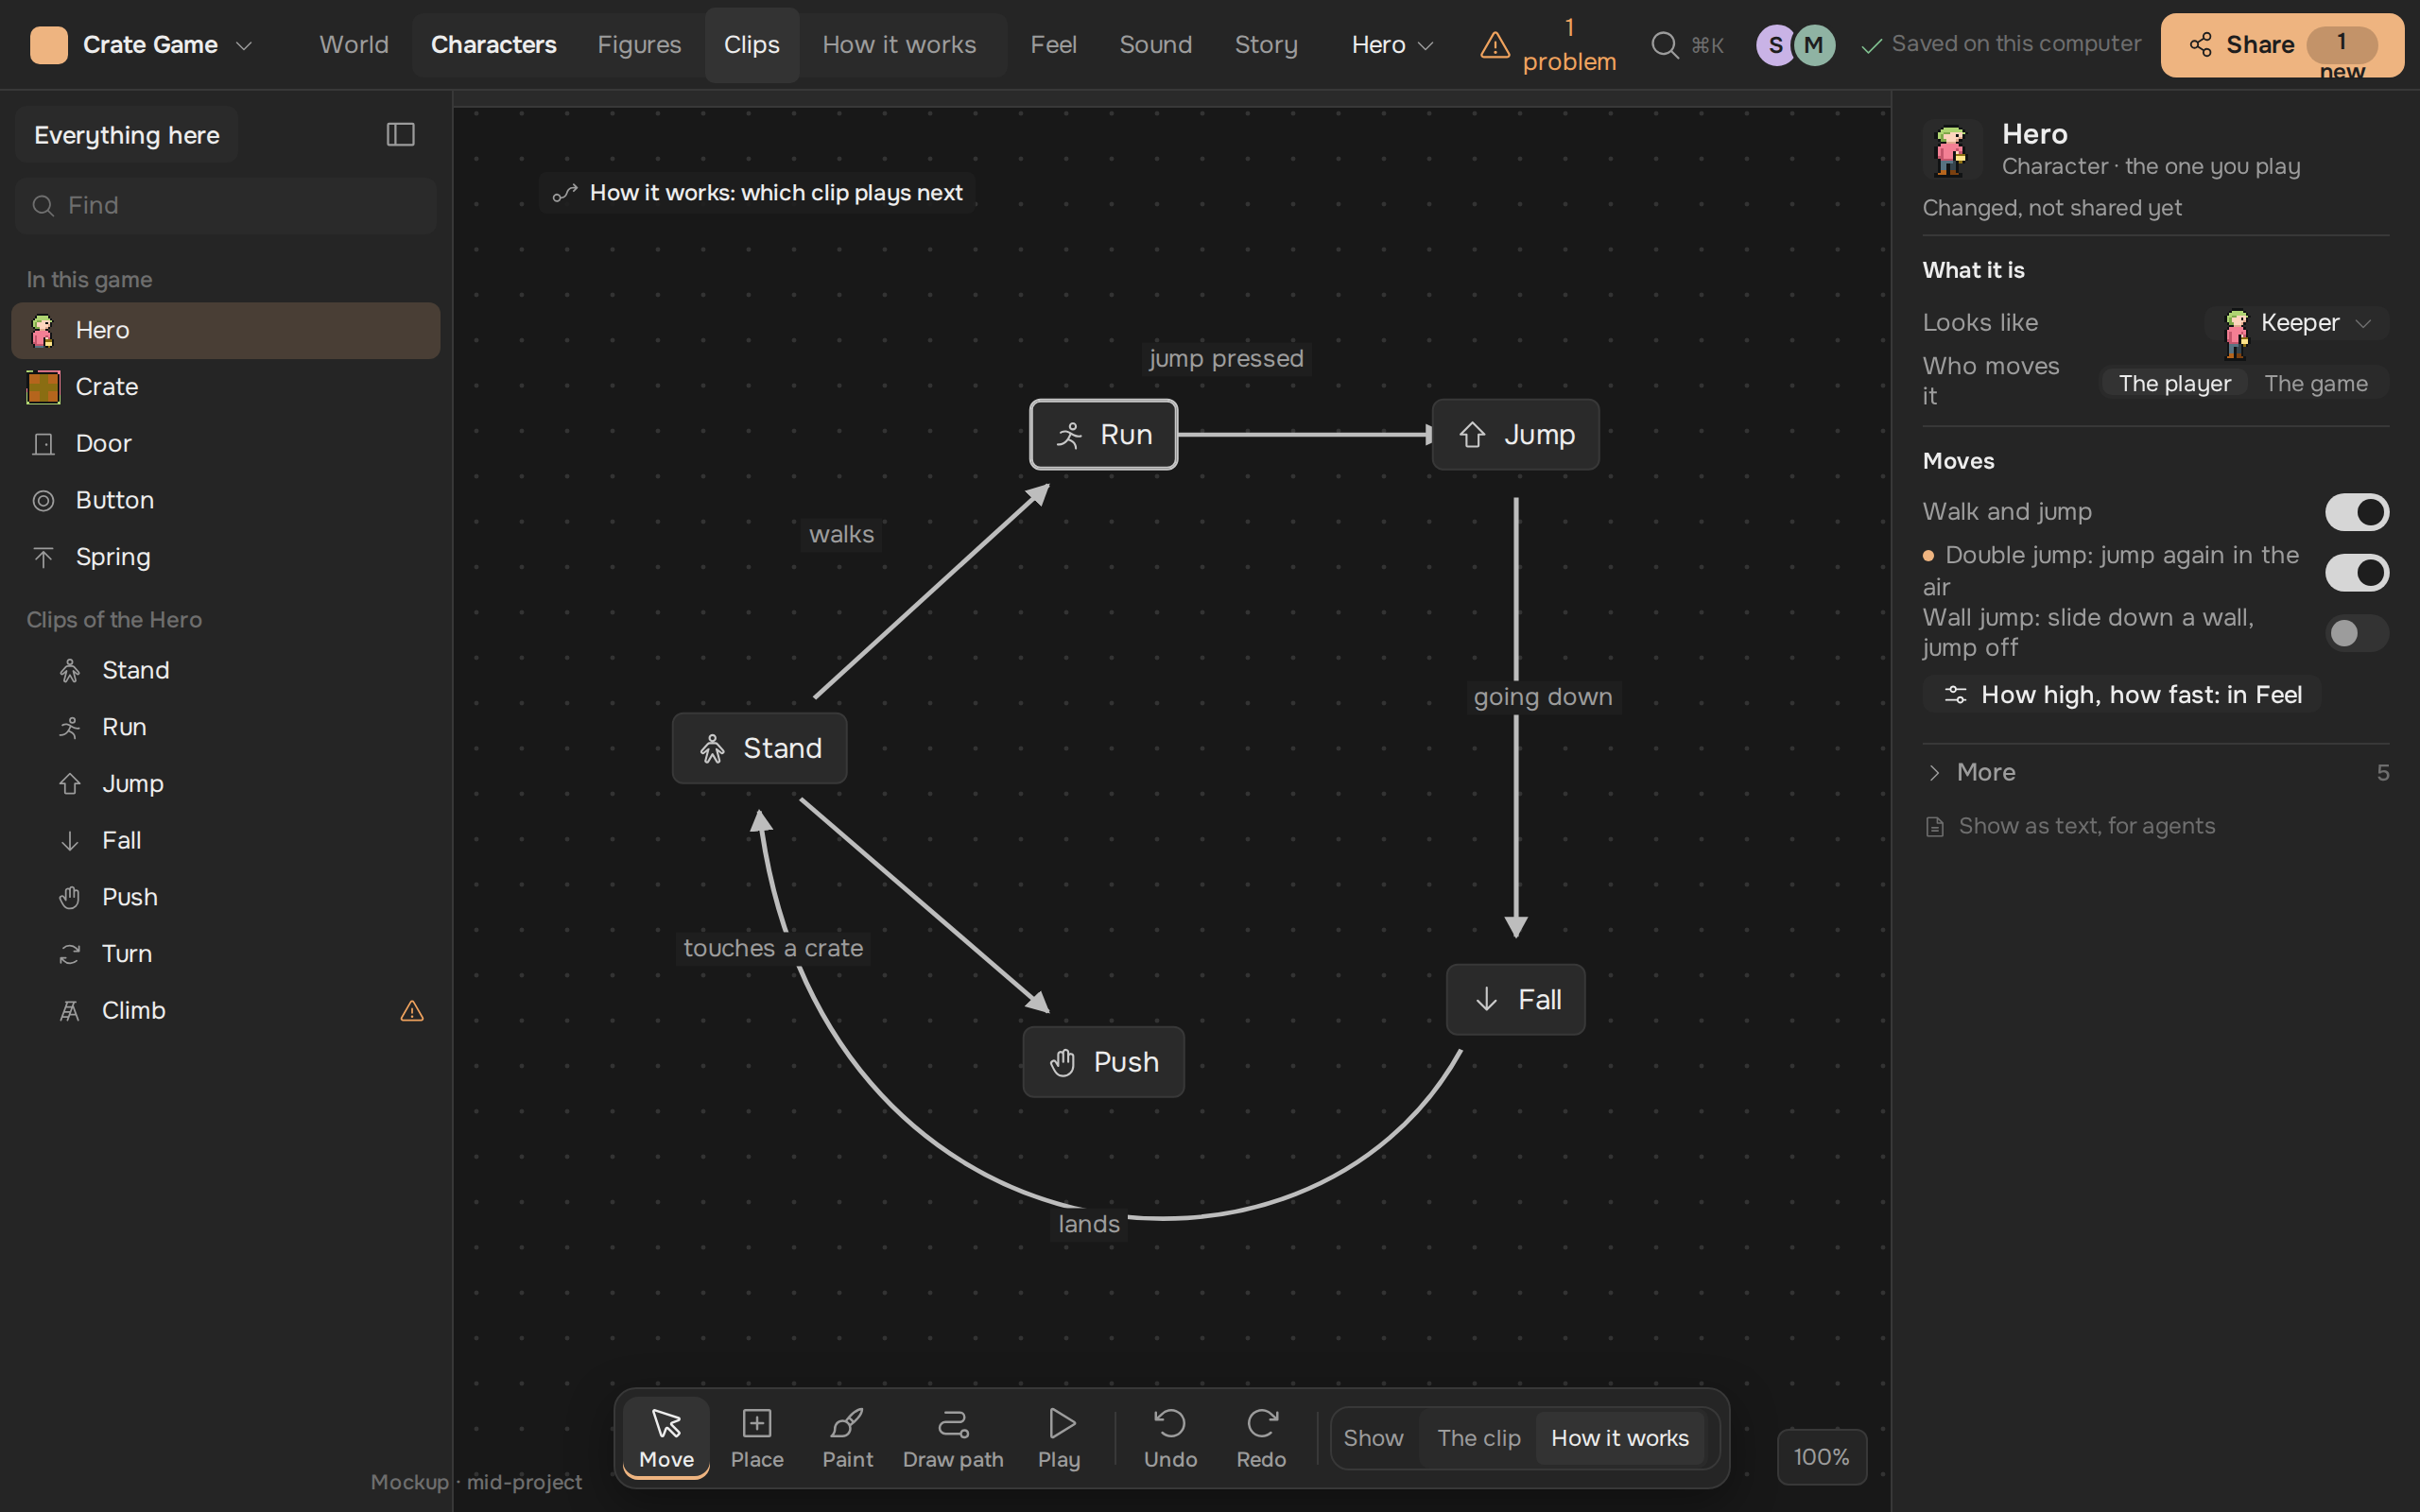 Crate Game
World
Characters
Figures
Clips
How it works
Feel
Sound
Story
Hero
1
problem
⌘K
S
M
Saved on this computer
Share
1
new
Everything here
Find
In this game
Hero
Crate
Door
Button
Spring
Clips of the Hero
Stand
Run
Jump
Fall
Push
Turn
Climb
How it works: which clip plays next
jump pressed
Run
Jump
walks
going down
Stand
touches a crate
Fall
Push
lands
Move
Place
Paint
Draw path
Play
Undo
Redo
Show
The clip
How it works
100%
Mockup · mid-project
Hero
Character · the one you play
Changed, not shared yet
What it is
Looks like
Keeper
Who moves
it
The player
The game
Moves
Walk and jump
Double jump: jump again in the
air
Wall jump: slide down a wall,
jump off
How high, how fast: in Feel
More
5
Show as text, for agents